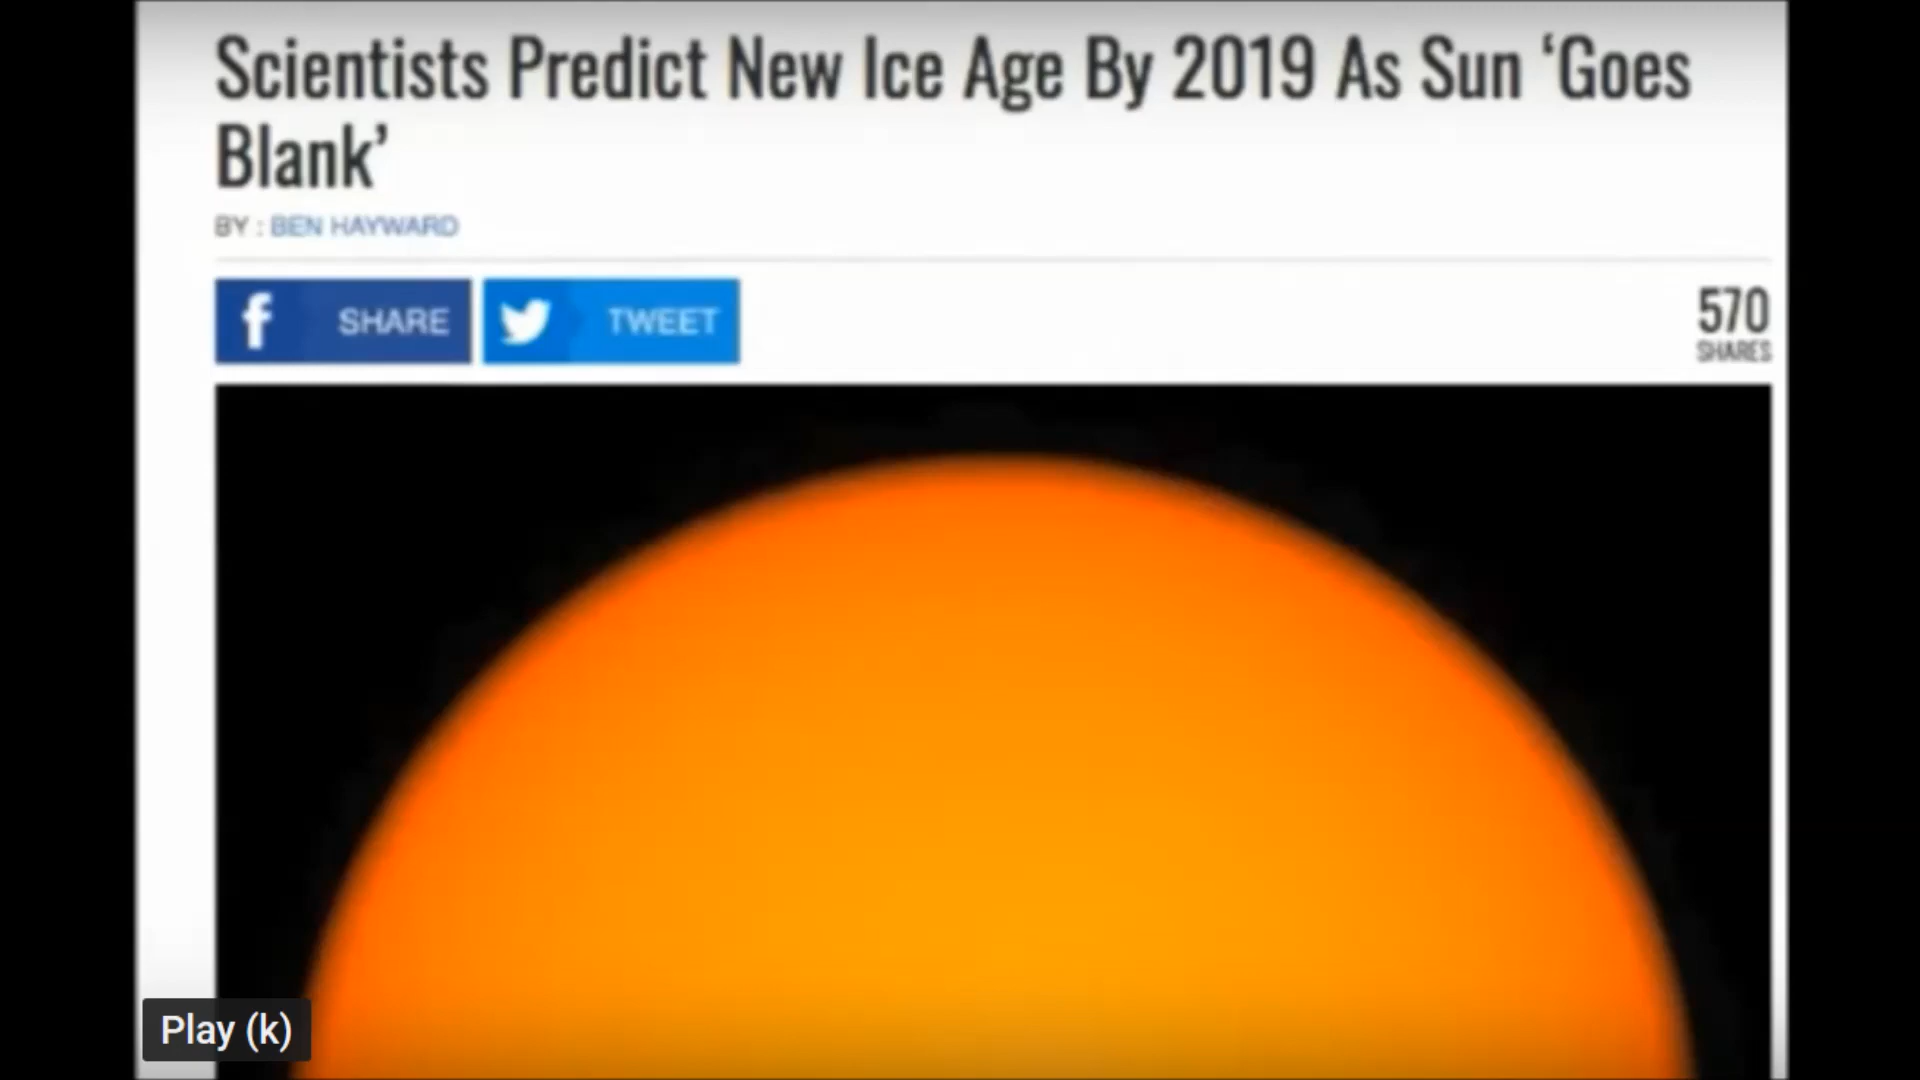 Scientists Predict New Ice Age By 2019 As Sun ‘Goes
Blank’
BY : BEN HAYWARD
f SHARE
TWEET
570
SHARES
Play (k)